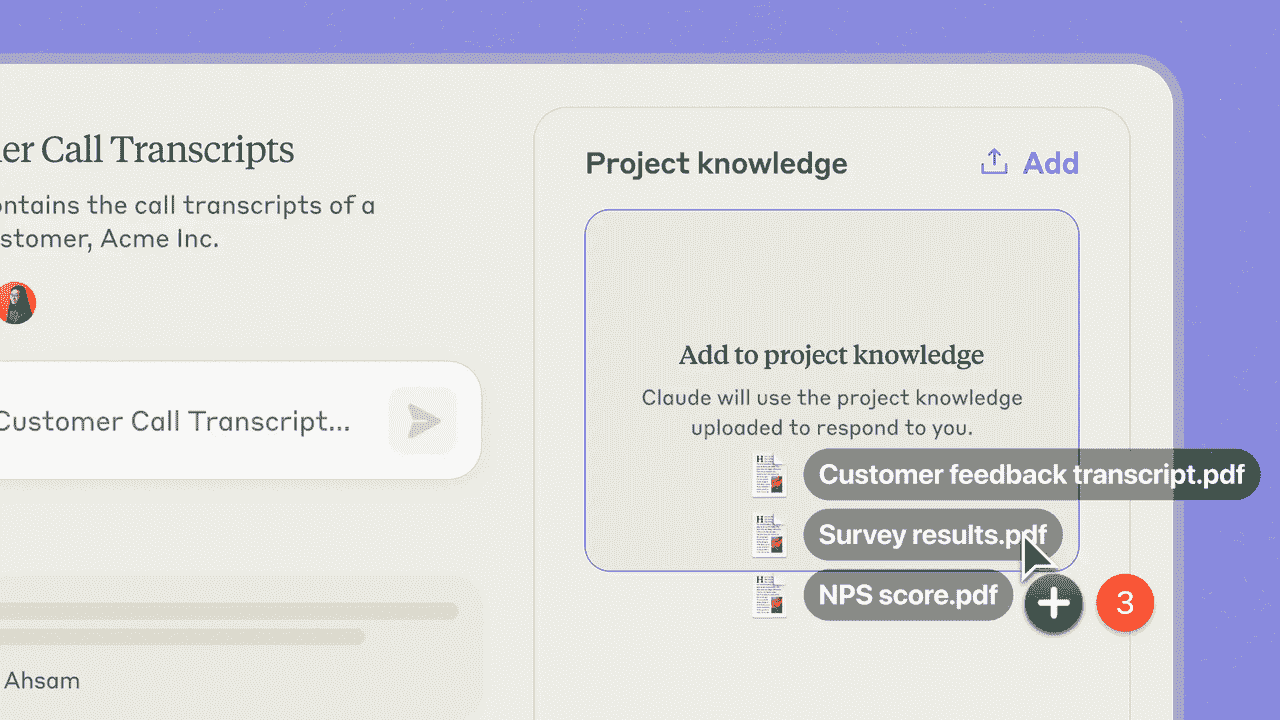 er Call Transcripts
ontains the call transcripts of a
stomer, Acme Inc.
Customer Call Transcript...
Ahsam
Project knowledge
Add
Add to project knowledge
Claude will use the project knowledge
uploaded to respond to you.
Customer feedback transcript.pdf
Survey results.pdf
NPS score.pdf
3